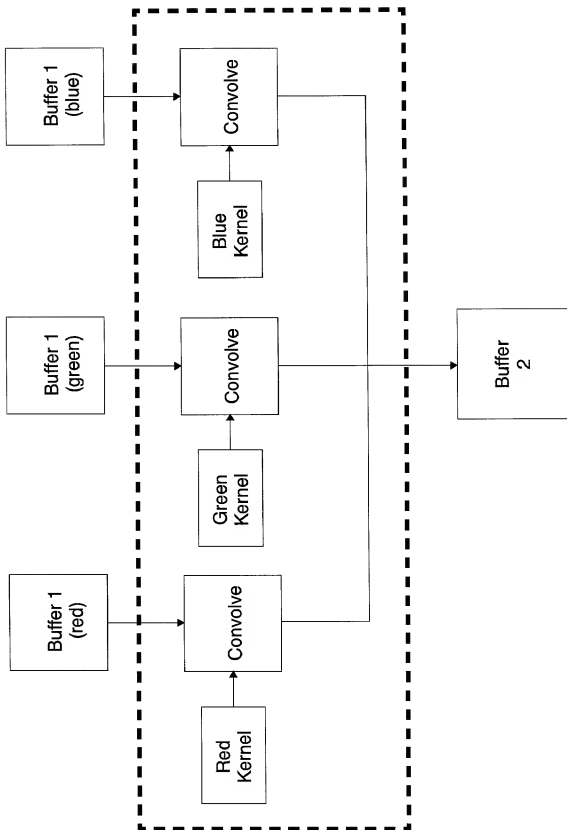 Buffer 1
(red)
Buffer 1
(green)
Buffer 1
(blue)
Red
Kernel
Convolve
Green
Kernel
Convolve
Blue
Kernel
Convolve
Buffer
2